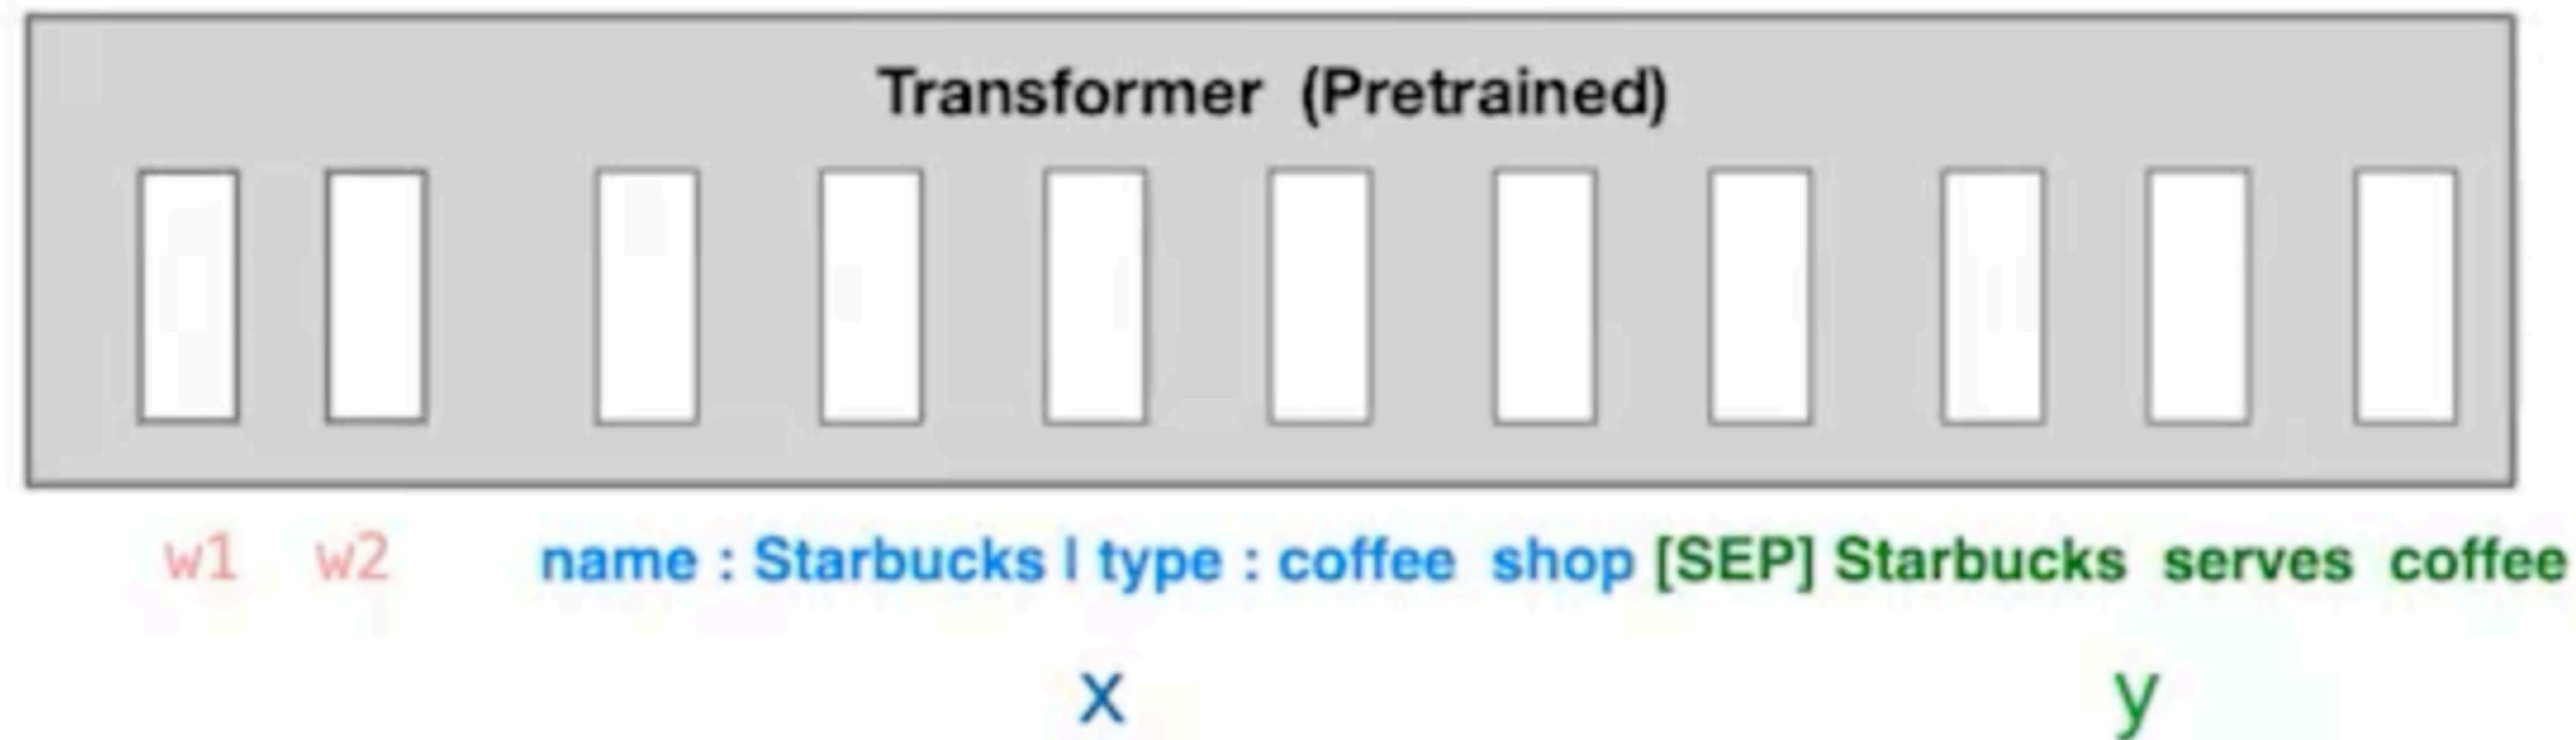 Transformer (Pretrained)
w1 w2 name : Starbucks | type : coffee shop [SEP] Starbucks serves coffee
x y